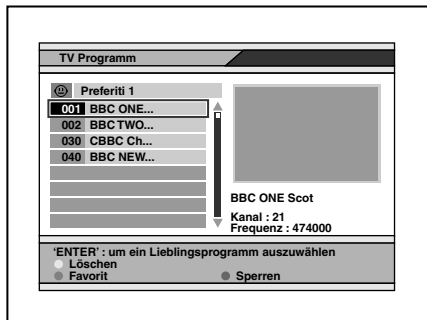 TV Programm
Preferiti 1
001 BBC ONE...
002 BBC TWO...
030 CBBC Ch...
040 BBC NEW...
BBC ONE Scot
Kanal : 21
Frequenz : 474000
'ENTER' : um ein Lieblingsprogramm auszuwählen
Löschen
Favorit Sperren